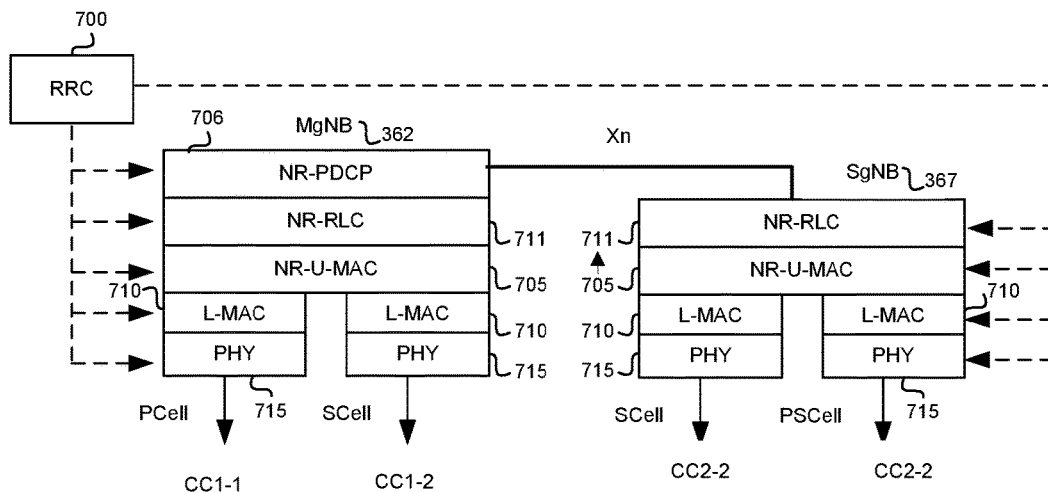 700
RRC
706
MgNB
362
Xn
SgNB
367
NR-PDCP
NR-RLC
711
NR-U-MAC
705
710
L-MAC
L-MAC
710
PHY
PHY
715
715
PCell
SCell
CC1-1
CC1-2
711
NR-RLC
705
NR-U-MAC
710
710
L-MAC
L-MAC
715
PHY
PHY
715
SCell
PSCell
CC2-2
CC2-2